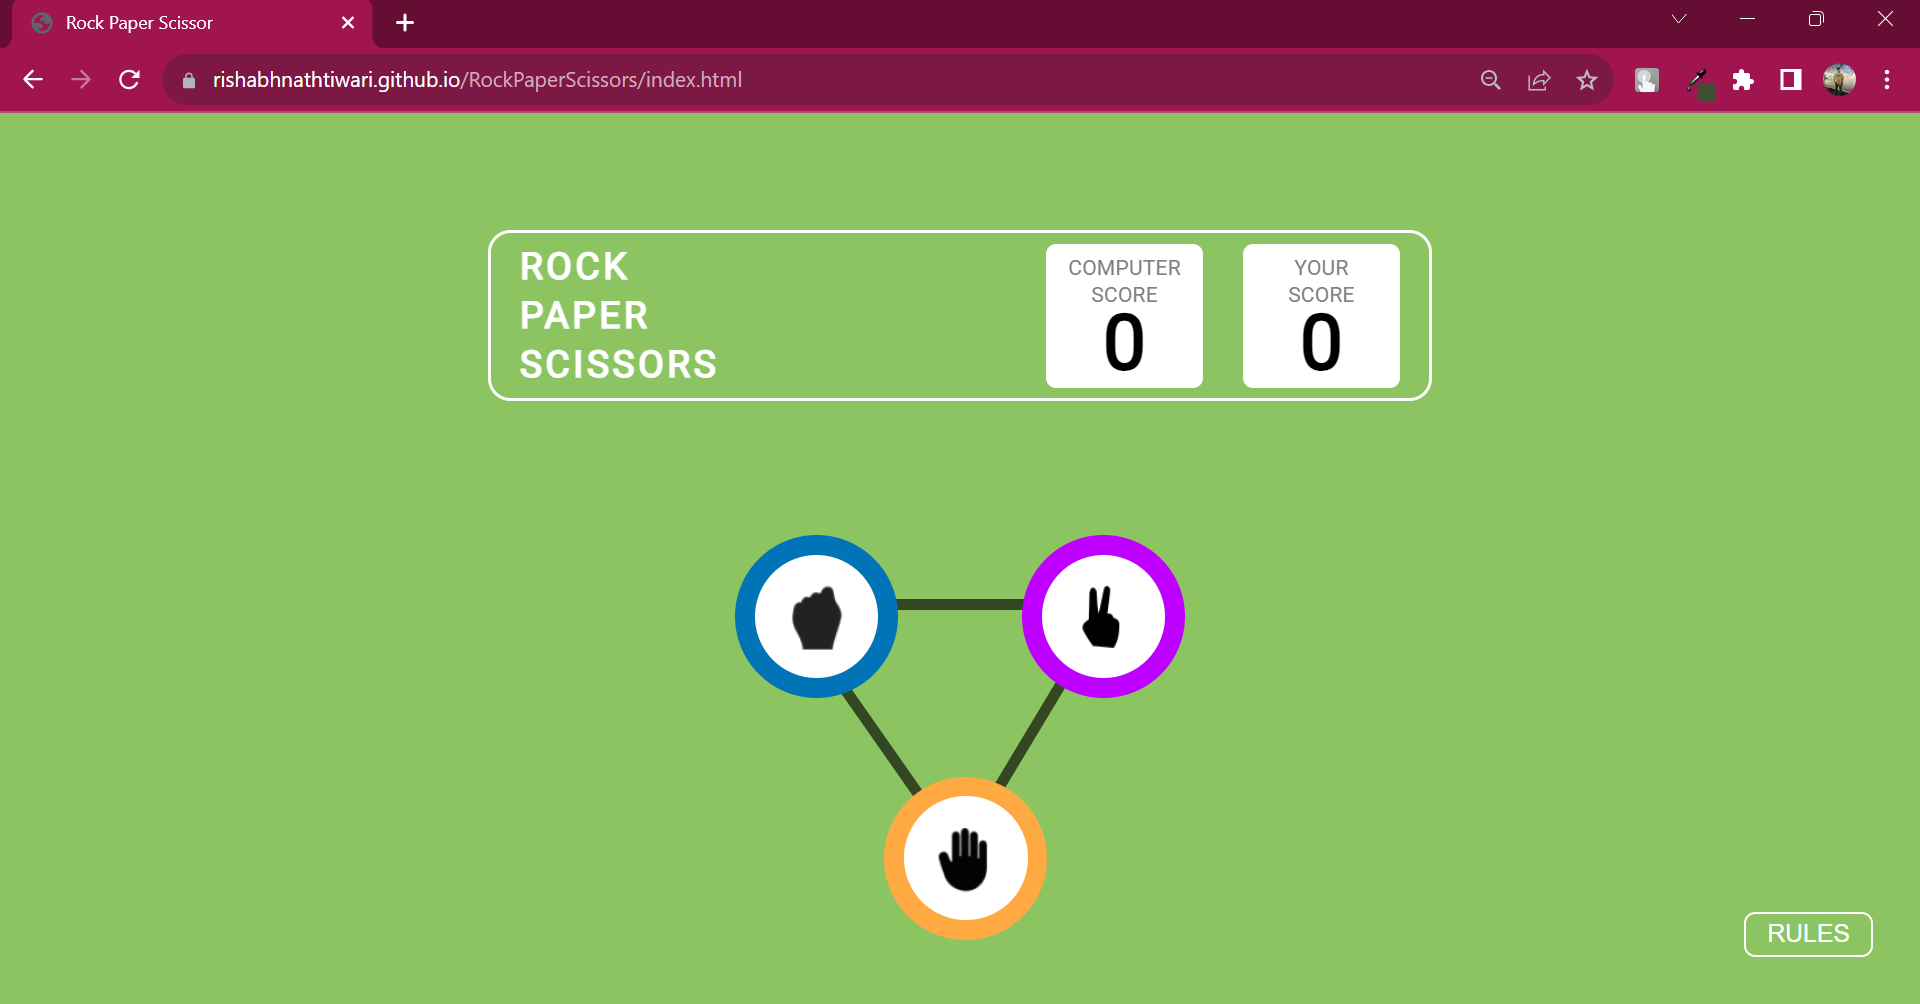 Rock Paper Scissor
rishabhnathtiwari.github.io/RockPaperScissors/index.html
ROCK
PAPER
SCISSORS
COMPUTER
SCORE
0
YOUR
SCORE
0
RULES